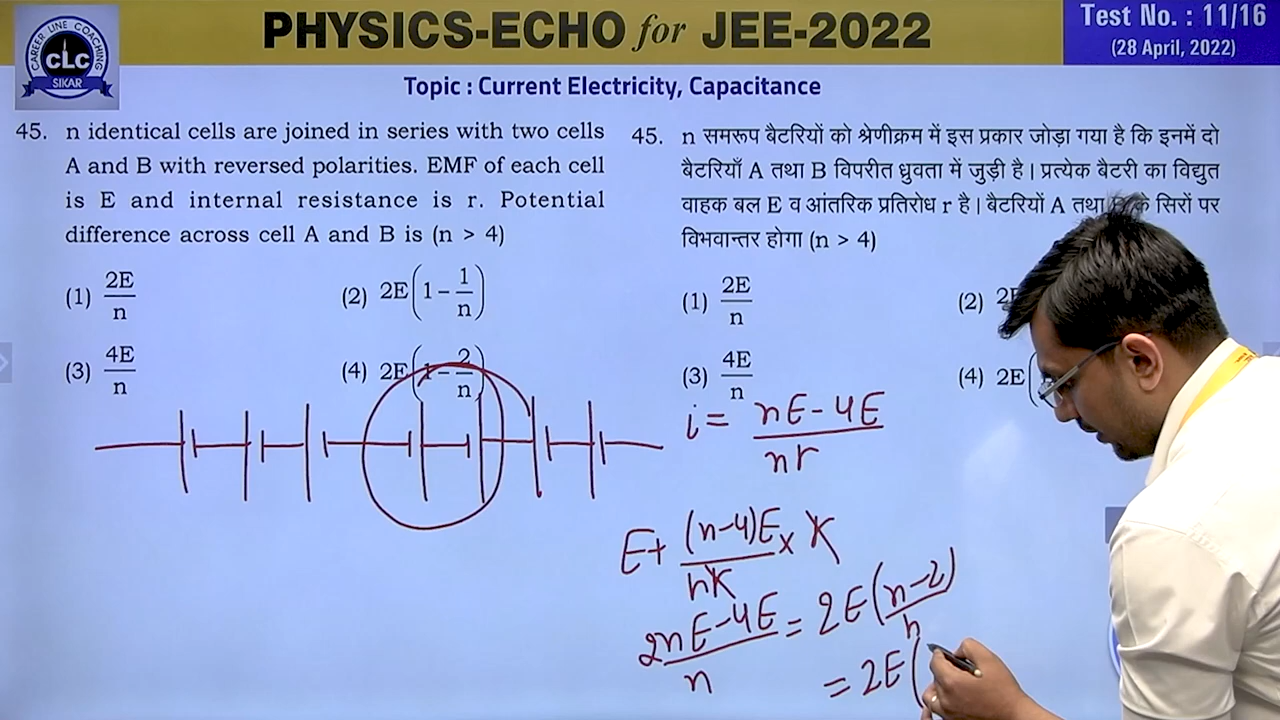 PHYSICS-ECHO for JEE-2022
Test No. : 11/16
(28 April, 2022)
CAREER LINE COACHING
CLC
SIKAR
Topic : Current Electricity, Capacitance
45. n identical cells are joined in series with two cells
A and B with reversed polarities. EMF of each cell
is E and internal resistance is r. Potential
difference across cell A and B is (n > 4)
(1) 2E/n
(2) 2E(1 − 1/n)
(3) 4E/n
(4) 2E(1 − 2/n)
45. n समरूप बैटरियों को श्रेणीक्रम में इस प्रकार जोड़ा गया है कि इनमें दो
बैटरियाँ A तथा B विपरीत ध्रुवता में जुड़ी है। प्रत्येक बैटरी का विद्युत
वाहक बल E व आंतरिक प्रतिरोध r है। बैटरियों A तथा के सिरों पर
विभवान्तर होगा (n > 4)
(1) 2E/n
(2)
(3) 4E/n
(4) 2E(
i = nE − 4E / nr
E + (n−4)E / nr × r
2nE − 4E / n = 2E(n−2) / n
= 2E(